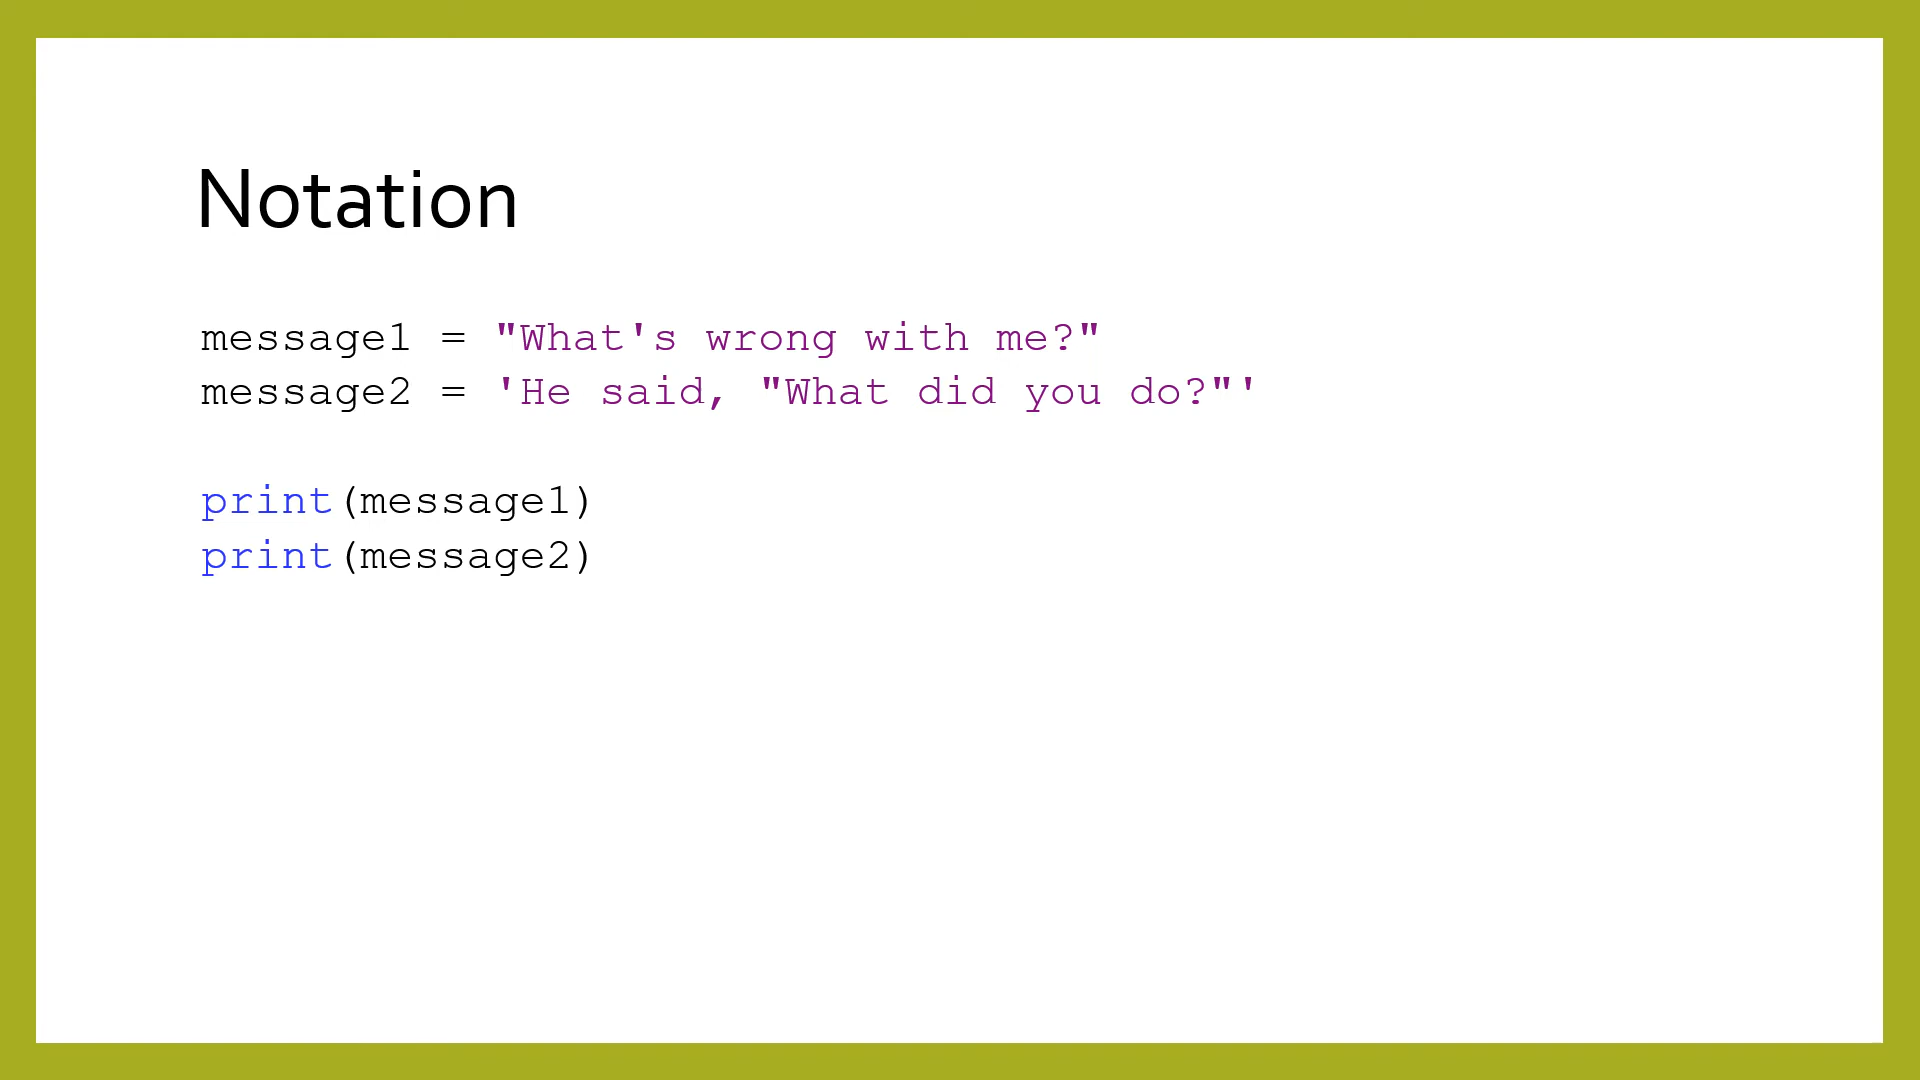 Notation
message1 = "What's wrong with me?"
message2 = 'He said, "What did you do?"'
print(message1)
print(message2)